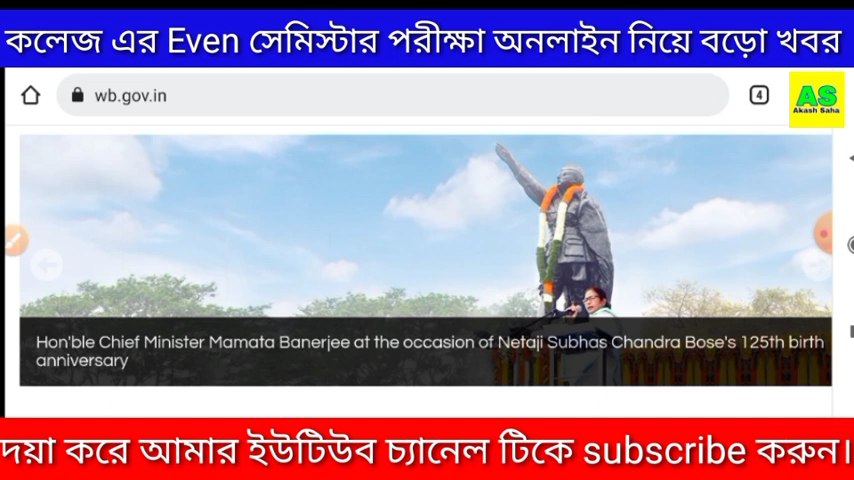 কলেজ এর Even সেমিস্টার পরীক্ষা অনলাইন নিয়ে বড়ো খবর
wb.gov.in
4
AS
Akash Saha
Hon'ble Chief Minister Mamata Banerjee at the occasion of Netaji Subhas Chandra Bose's 125th birth
anniversary
দয়া করে আমার ইউটিউব চ্যানেল টিকে subscribe করুন।